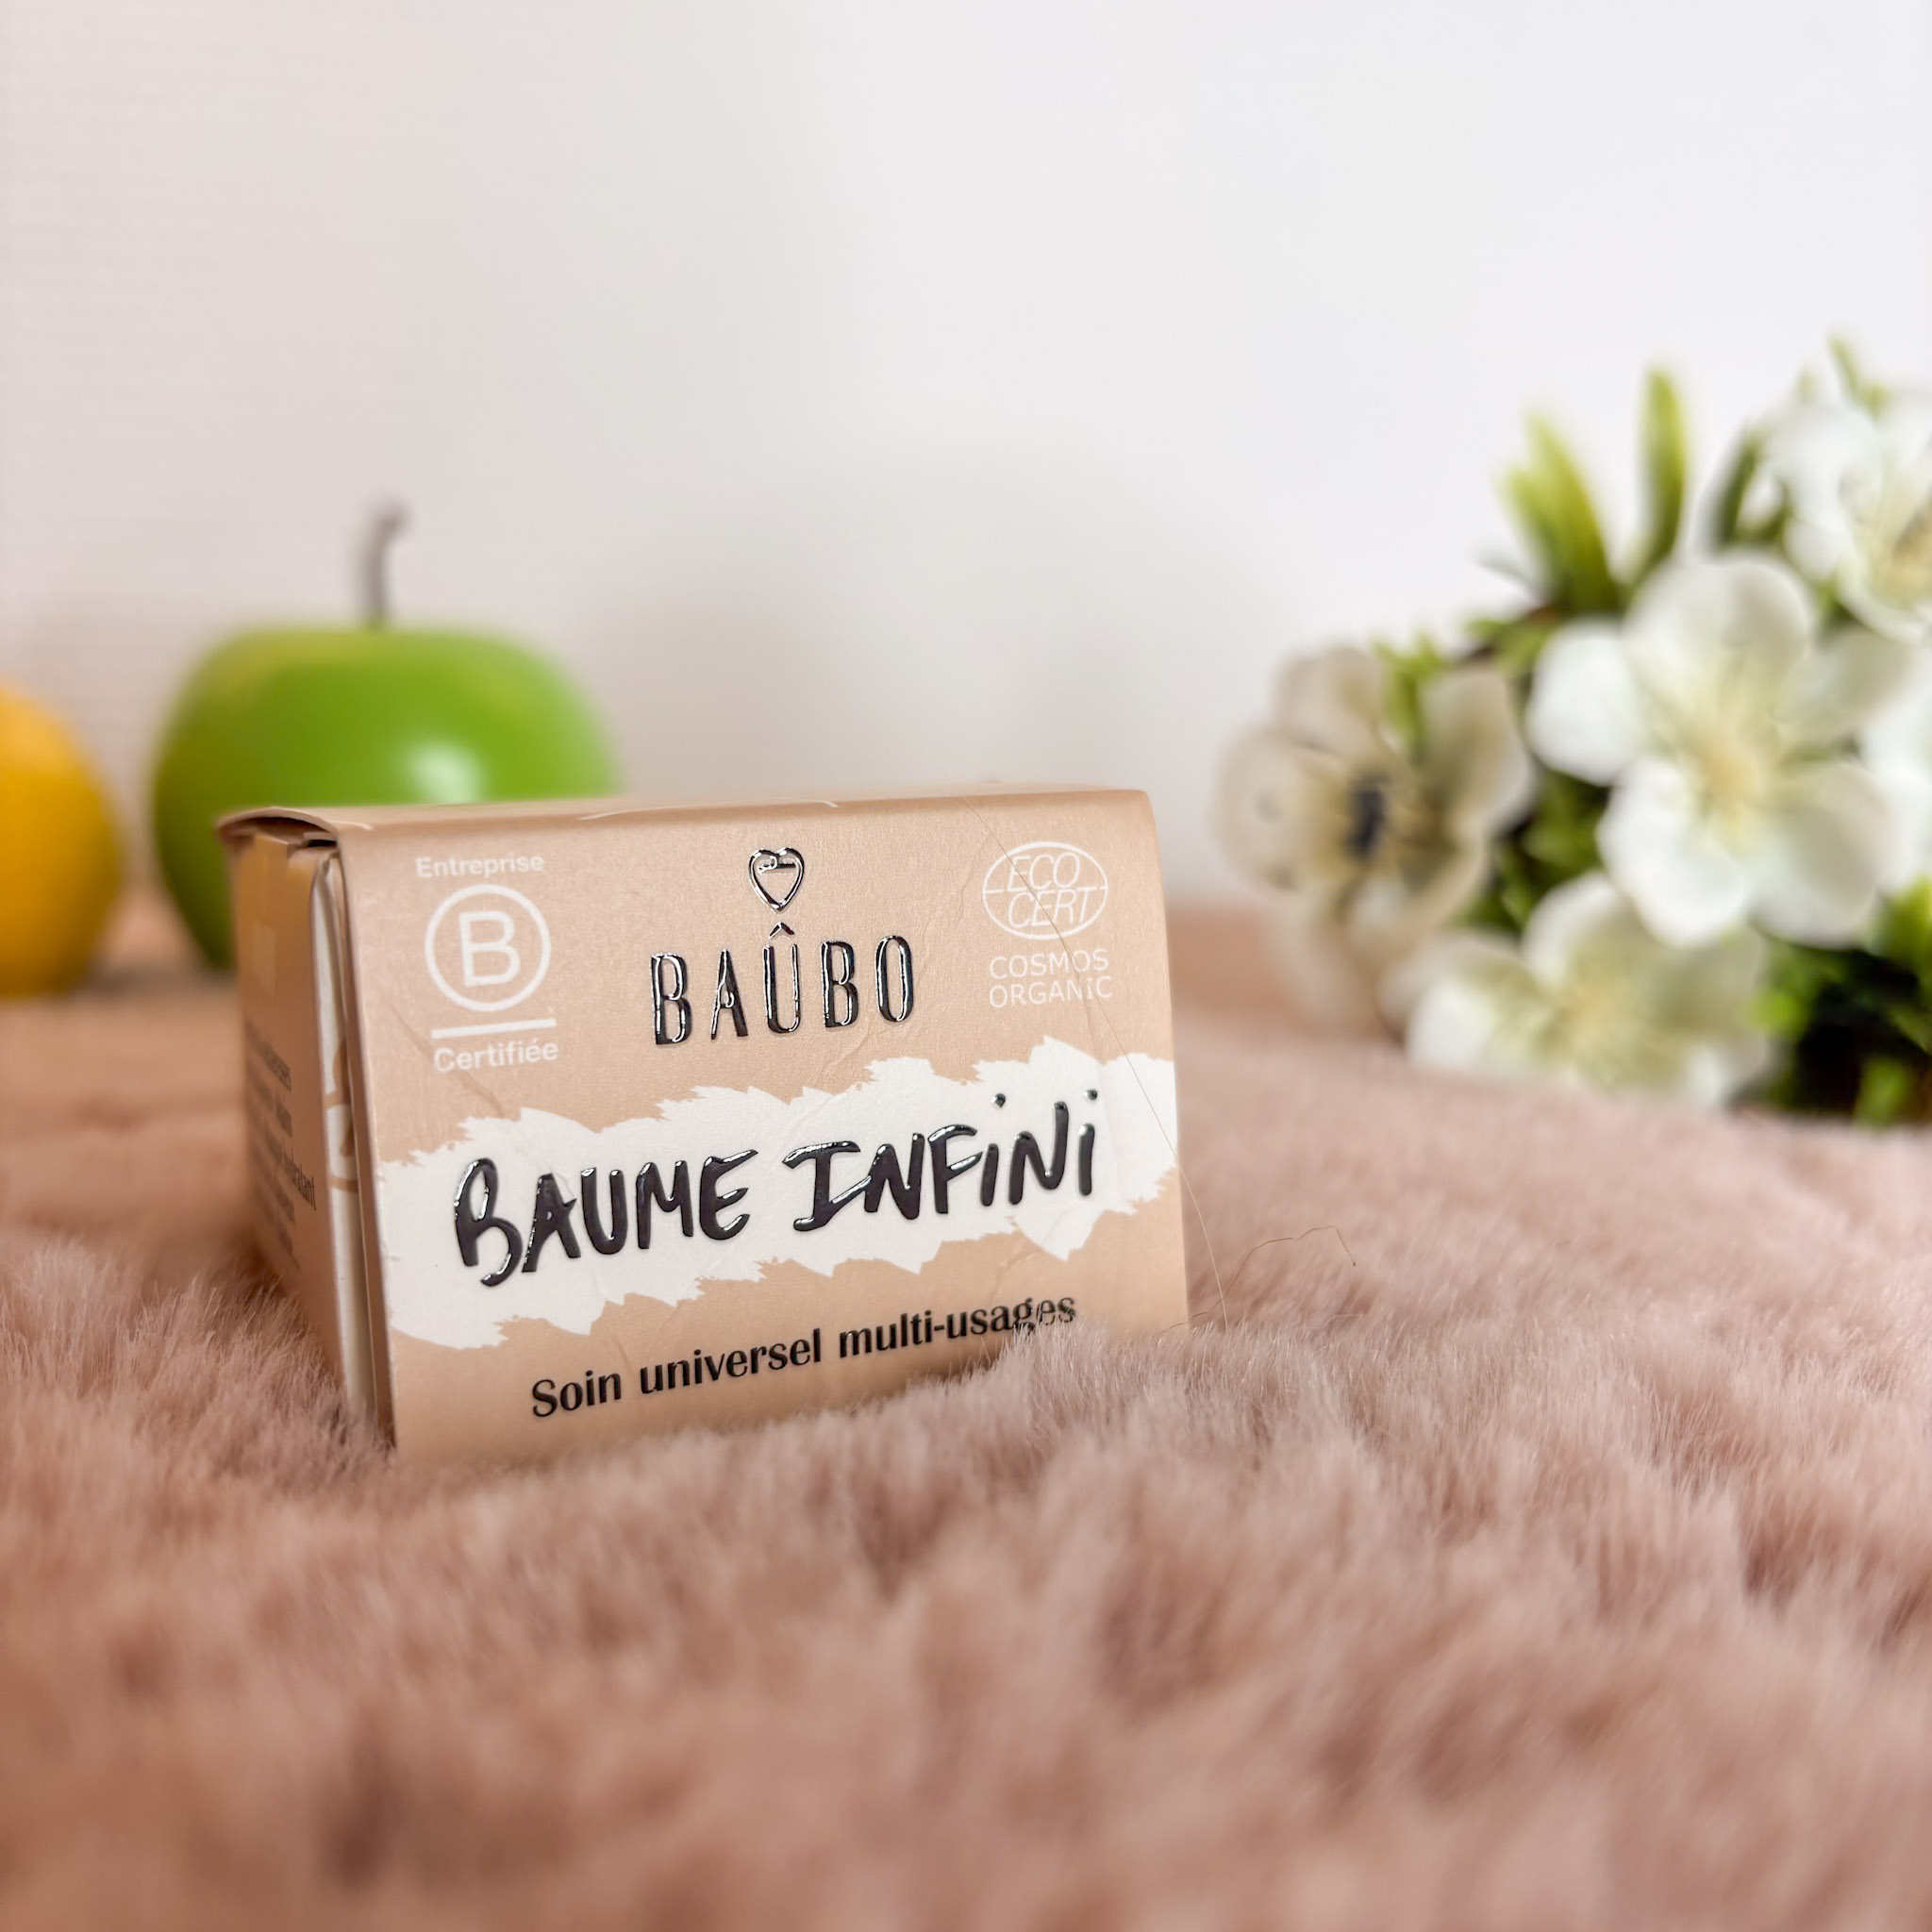 Entreprise
B
Certifiée
BAÛBO
ECO
CERT
COSMOS
ORGANIC
BAUME INFINI
Soin universel multi-usages